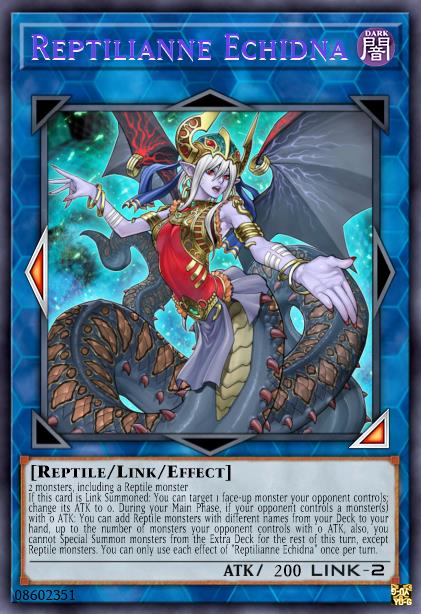 Reptilianne Echidna
DARK
闇
[Reptile/Link/Effect]
2 monsters, including a Reptile monster
If this card is Link Summoned: You can target 1 face-up monster your opponent controls;
change its ATK to 0. During your Main Phase, if your opponent controls a monster(s)
with 0 ATK: You can add Reptile monsters with different names from your Deck to your
hand, up to the number of monsters your opponent controls with 0 ATK, also, you
cannot Special Summon monsters from the Extra Deck for the rest of this turn, except
Reptile monsters. You can only use each effect of "Reptilianne Echidna" once per turn.
ATK/ 200 LINK-2
08602351